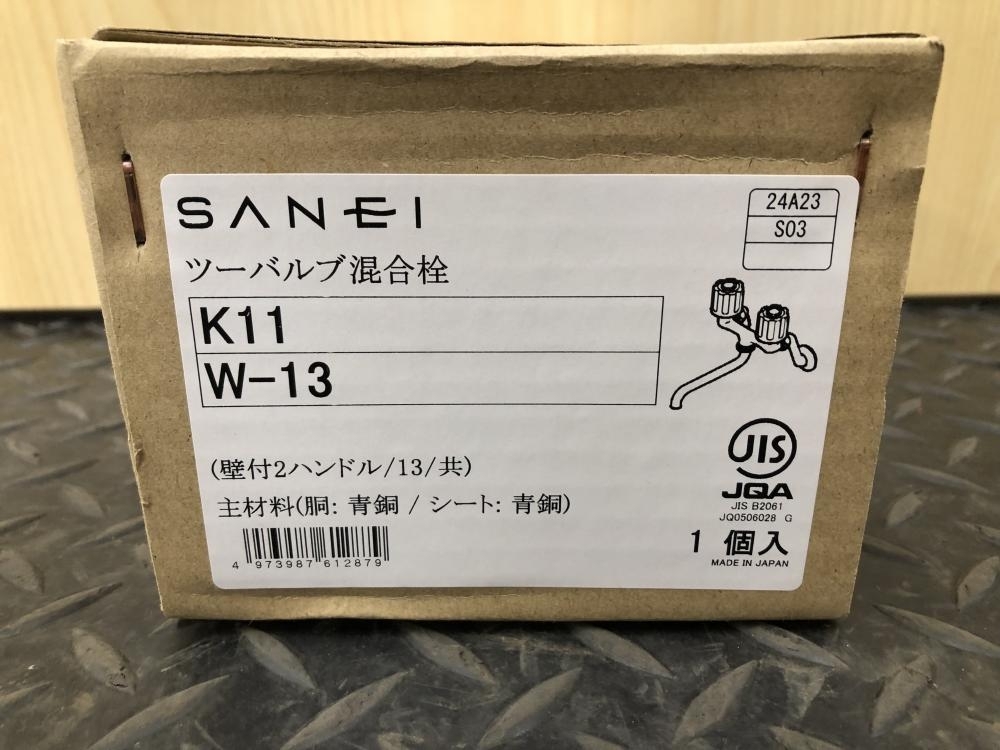 SANEI
24A23
S03
ツーバルブ混合栓
K11
W-13
(壁付2ハンドル/13/共)
主材料(胴: 青銅 / シート: 青銅)
JIS
JQA
JIS B2061
JQ0506028 G
1 個入
MADE IN JAPAN
4 973987 612879